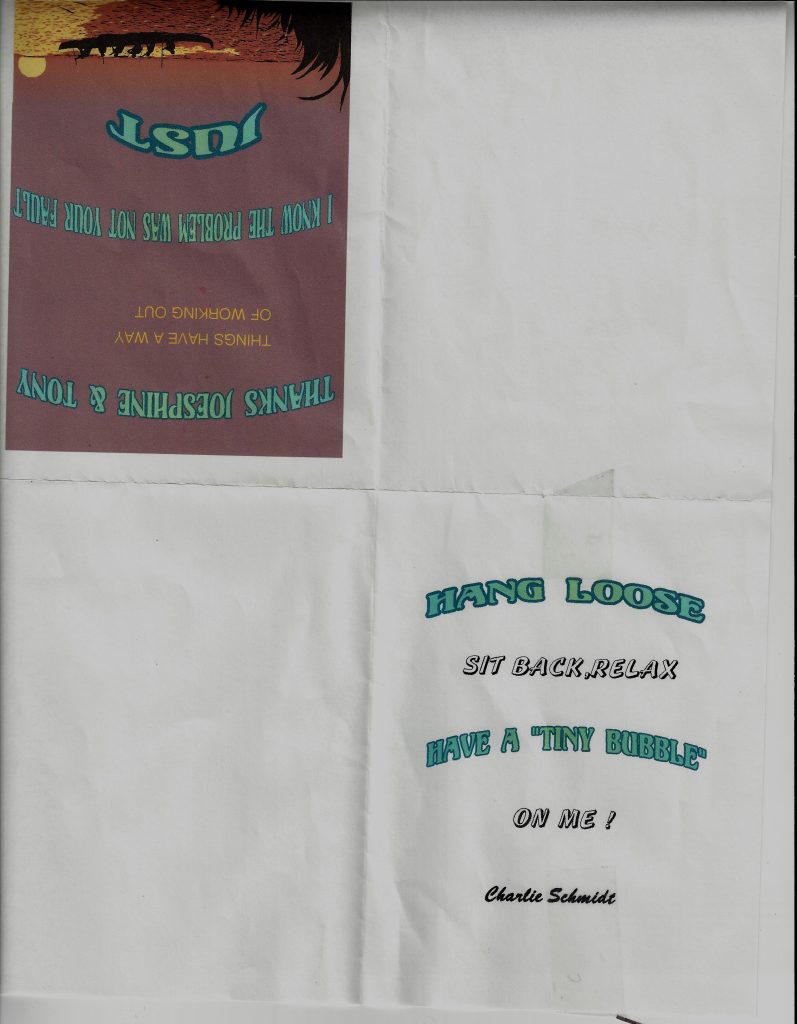 THANKS JOESPHINE & TONY
THINGS HAVE A WAY
OF WORKING OUT
I KNOW THE PROBLEM WAS NOT YOUR FAULT
JUST
HANG LOOSE
SIT BACK,RELAX
HAVE A "TINY BUBBLE"
ON ME !
Charlie Schmidt